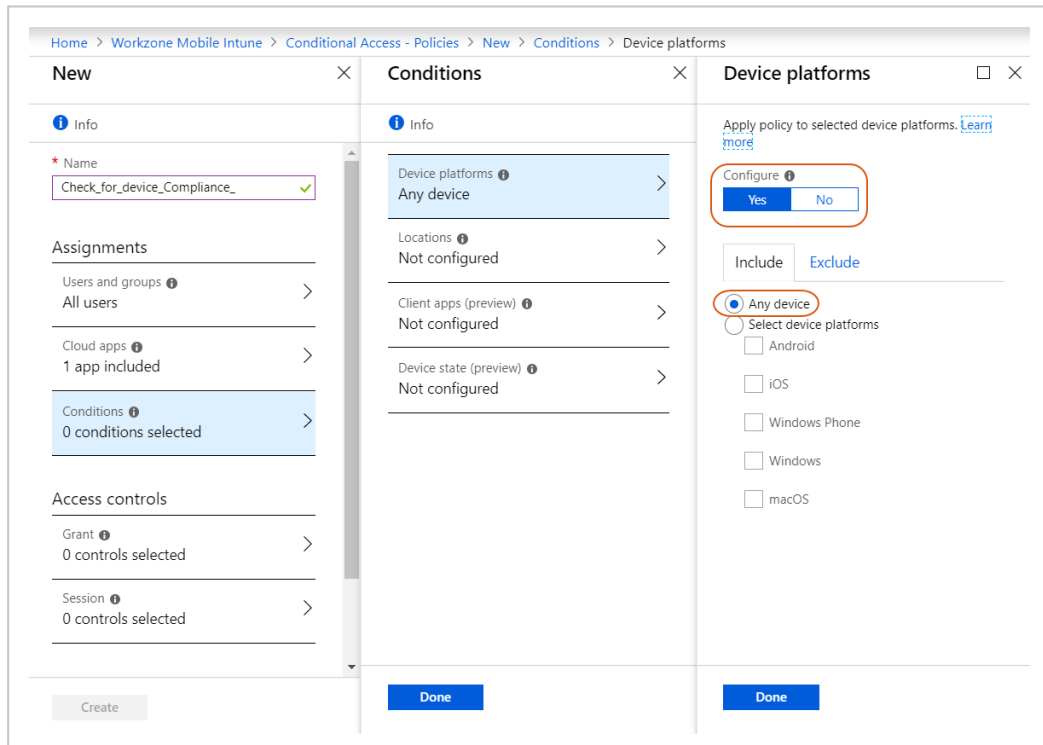 Home > Workzone Mobile Intune > Conditional Access - Policies > New > Conditions > Device platforms
New
Info
* Name
Check_for_device_Compliance_
Assignments
Users and groups
All users
Cloud apps
1 app included
Conditions
0 conditions selected
Access controls
Grant
0 controls selected
Session
0 controls selected
Create
Conditions
Info
Device platforms
Any device
Locations
Not configured
Client apps (preview)
Not configured
Device state (preview)
Not configured
Done
Device platforms
Apply policy to selected device platforms. Learn
more
Configure
Yes No
Include Exclude
Any device
Select device platforms
Android
iOS
Windows Phone
Windows
macOS
Done